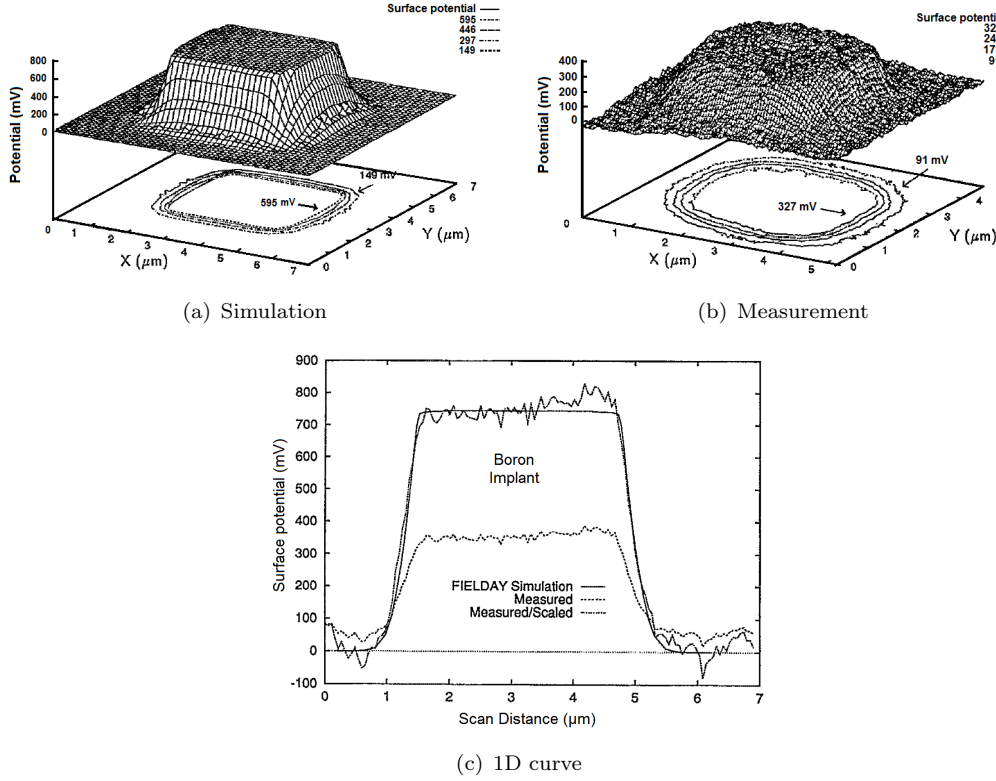 Surface potential
595
446
297
149
800
600
400
200
0
Potential (mV)
149 mV
595 mV
0
1
2
3
4
5
6
7
X (μm)
0
1
2
3
4
5
6
7
Y (μm)
(a) Simulation
Surface potenti
32
24
17
9
400
300
200
100
0
Potential (mV)
91 mV
327 mV
0
1
2
3
4
5
X (μm)
0
1
2
3
4
Y (μm)
(b) Measurement
900
800
700
600
500
400
300
200
100
0
-100
Surface potential (mV)
Boron
Implant
FIELDAY Simulation
Measured
Measured/Scaled
0 1 2 3 4 5 6 7
Scan Distance (μm)
(c) 1D curve